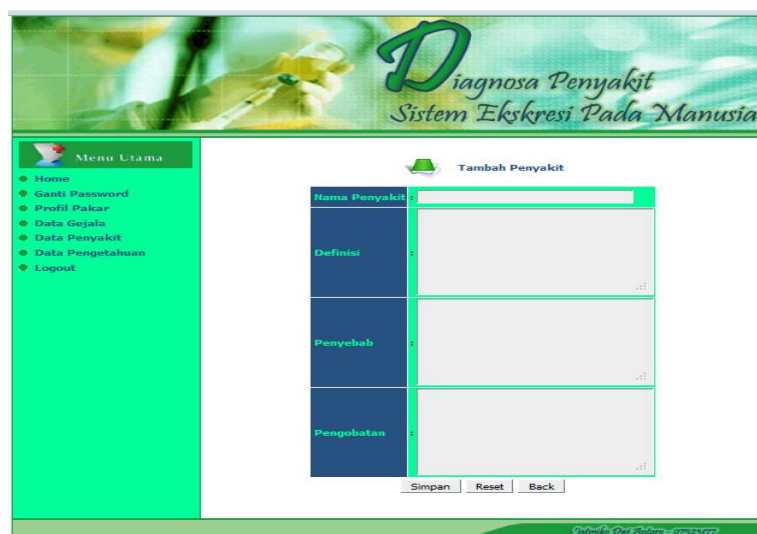 Diagnosa Penyakit
Sistem Ekskresi Pada Manusia
Menu Utama
Home
Ganti Password
Profil Pakar
Data Gejala
Data Penyakit
Data Pengetahuan
Logout
Tambah Penyakit
Nama Penyakit :
Definisi :
Penyebab :
Pengobatan :
Simpan Reset Back